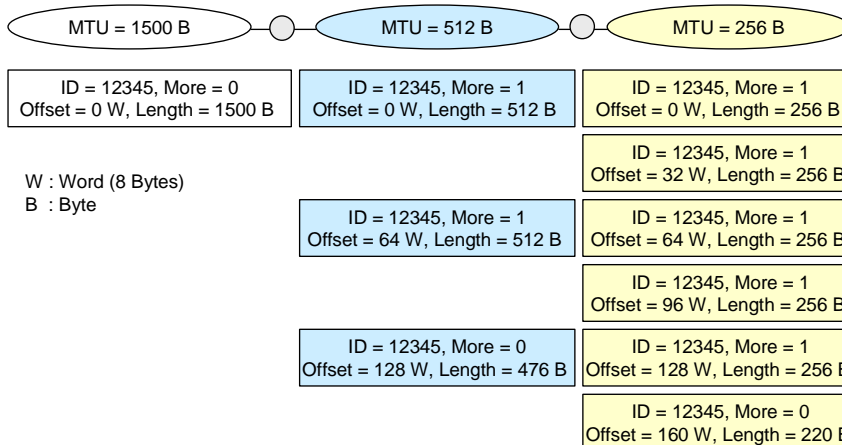 MTU = 1500 B
MTU = 512 B
MTU = 256 B
ID = 12345, More = 0
Offset = 0 W, Length = 1500 B
ID = 12345, More = 1
Offset = 0 W, Length = 512 B
ID = 12345, More = 1
Offset = 0 W, Length = 256 B
ID = 12345, More = 1
Offset = 32 W, Length = 256 B
W : Word (8 Bytes)
B : Byte
ID = 12345, More = 1
Offset = 64 W, Length = 512 B
ID = 12345, More = 1
Offset = 64 W, Length = 256 B
ID = 12345, More = 1
Offset = 96 W, Length = 256 B
ID = 12345, More = 0
Offset = 128 W, Length = 476 B
ID = 12345, More = 1
Offset = 128 W, Length = 256 B
ID = 12345, More = 0
Offset = 160 W, Length = 220 B